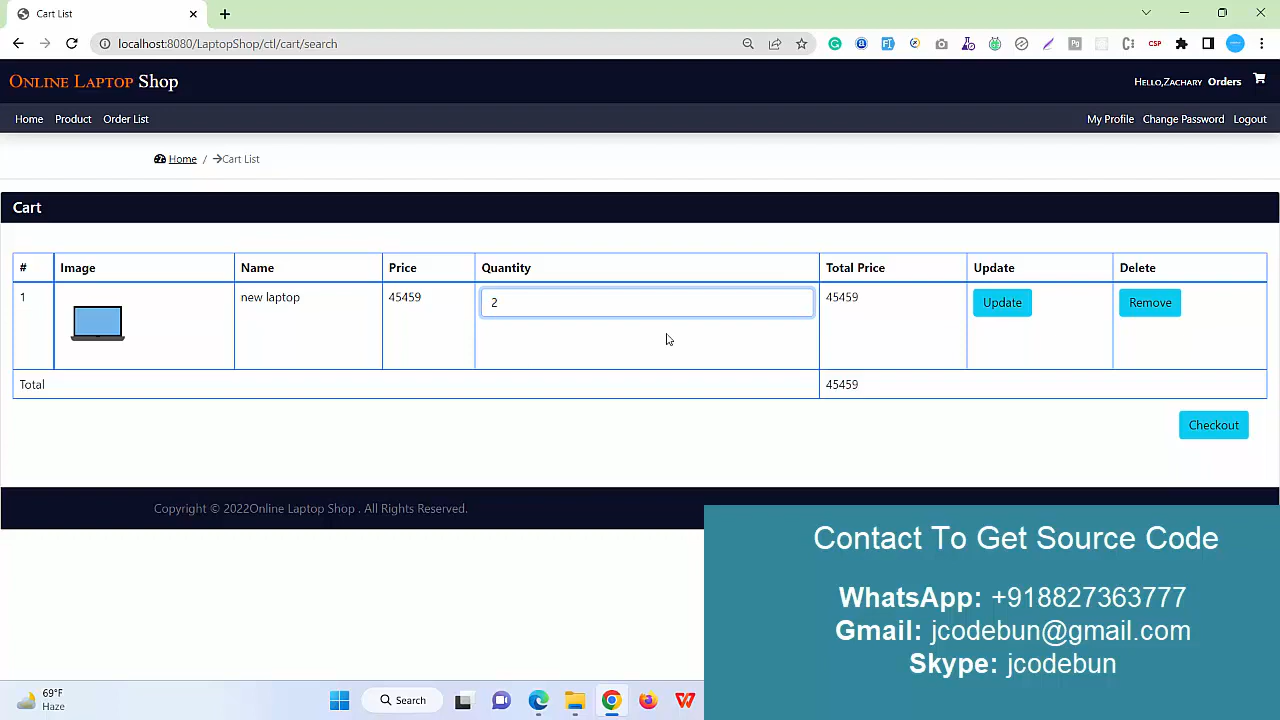 Cart List
localhost:8080/LaptopShop/ctl/cart/search
ONLINE LAPTOP Shop
HELLO,ZACHARY Orders
Home Product Order List
My Profile Change Password Logout
Home / →Cart List
Cart
# Image Name Price Quantity Total Price Update Delete
1 new laptop 45459 2 45459 Update Remove
Total 45459
Checkout
Copyright © 2022Online Laptop Shop . All Rights Reserved.
Contact To Get Source Code
WhatsApp: +918827363777
Gmail: jcodebun@gmail.com
Skype: jcodebun
69°F
Haze
Search